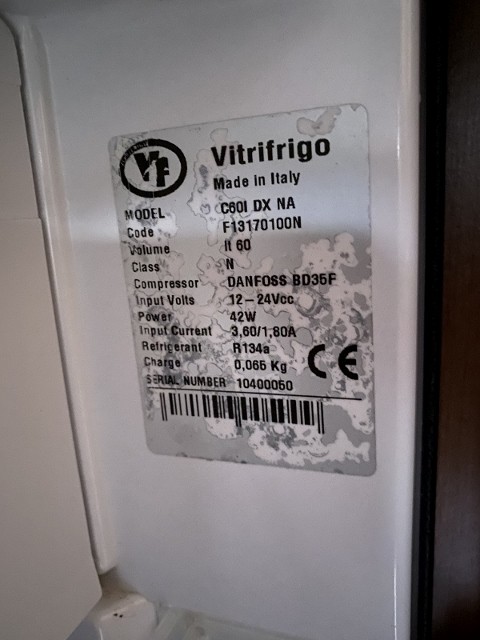 VF
Vitrifrigo
Made in Italy
MODEL C60I DX NA
Code F13170100N
Volume lt 60
Class N
Compressor DANFOSS BD35F
Input Volts 12-24Vcc
Power 42W
Input Current 3,60/1,80A
Refrigerant R134a
Charge 0,066 Kg
CE
SERIAL NUMBER 10400060